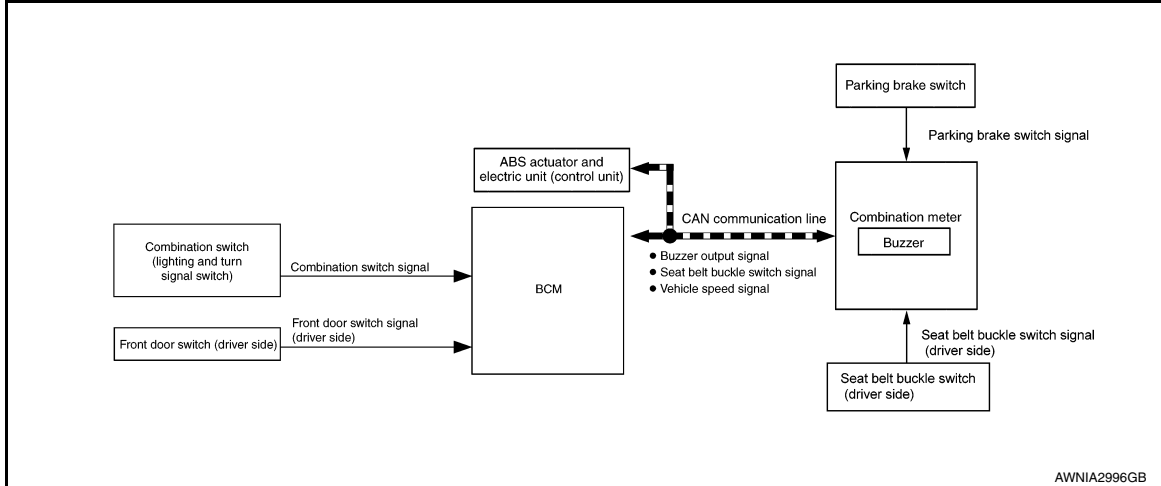 Parking brake switch
Parking brake switch signal
ABS actuator and
electric unit (control unit)
CAN communication line
Combination meter
Buzzer
Combination switch
(lighting and turn
signal switch)
Combination switch signal
● Buzzer output signal
● Seat belt buckle switch signal
● Vehicle speed signal
BCM
Front door switch signal
(driver side)
Front door switch (driver side)
Seat belt buckle switch signal
(driver side)
Seat belt buckle switch
(driver side)
AWNIA2996GB